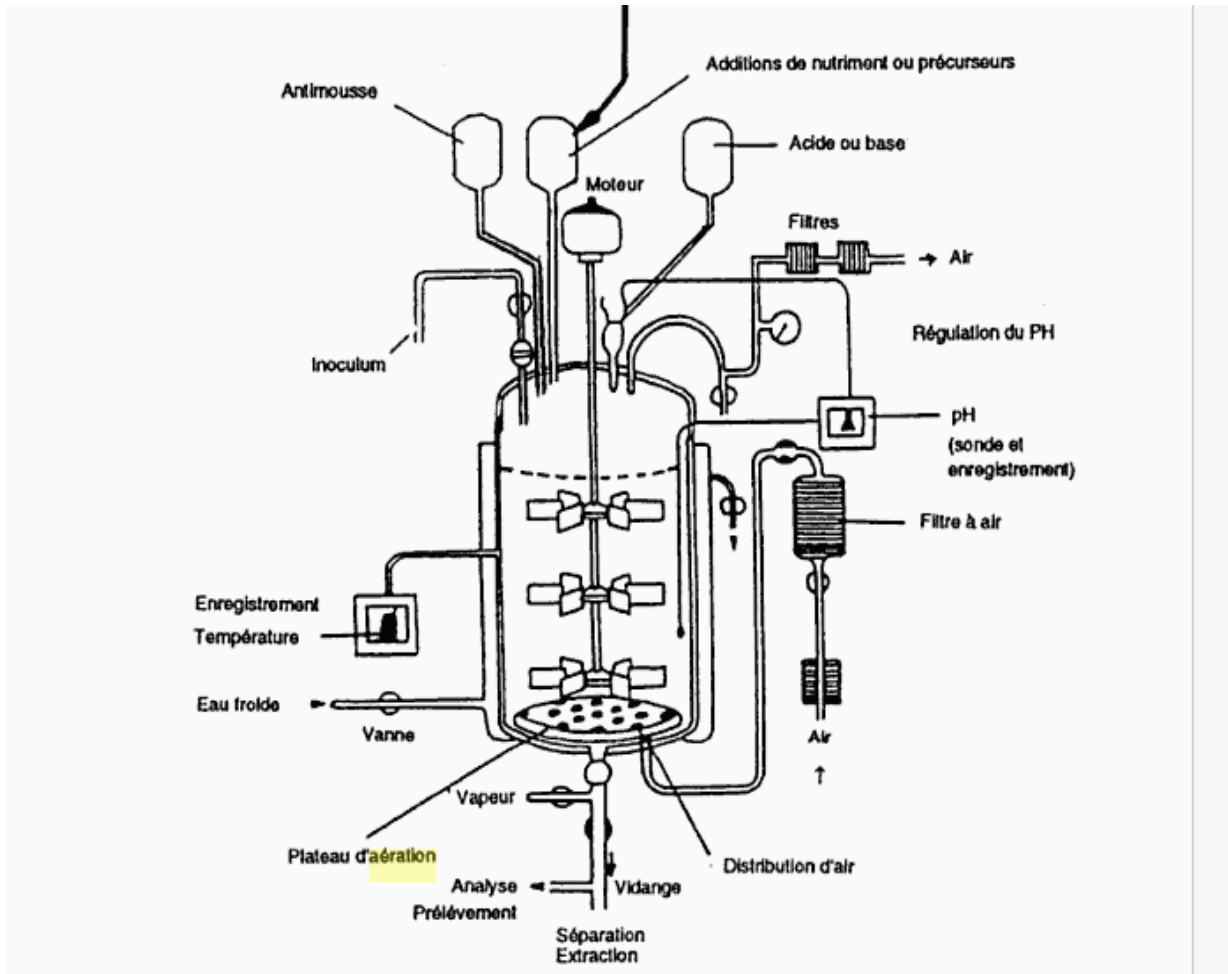 Additions de nutriment ou précurseurs
Antimousse
Acide ou base
Moteur
Filtres
Air
Régulation du PH
Inoculum
pH
(sonde et
enregistrement)
Filtre à air
Enregistrement
Température
Eau froide
Vanne
Air
Vapeur
Plateau d'aération
Distribution d'air
Analyse
Vidange
Prélévement
Séparation
Extraction